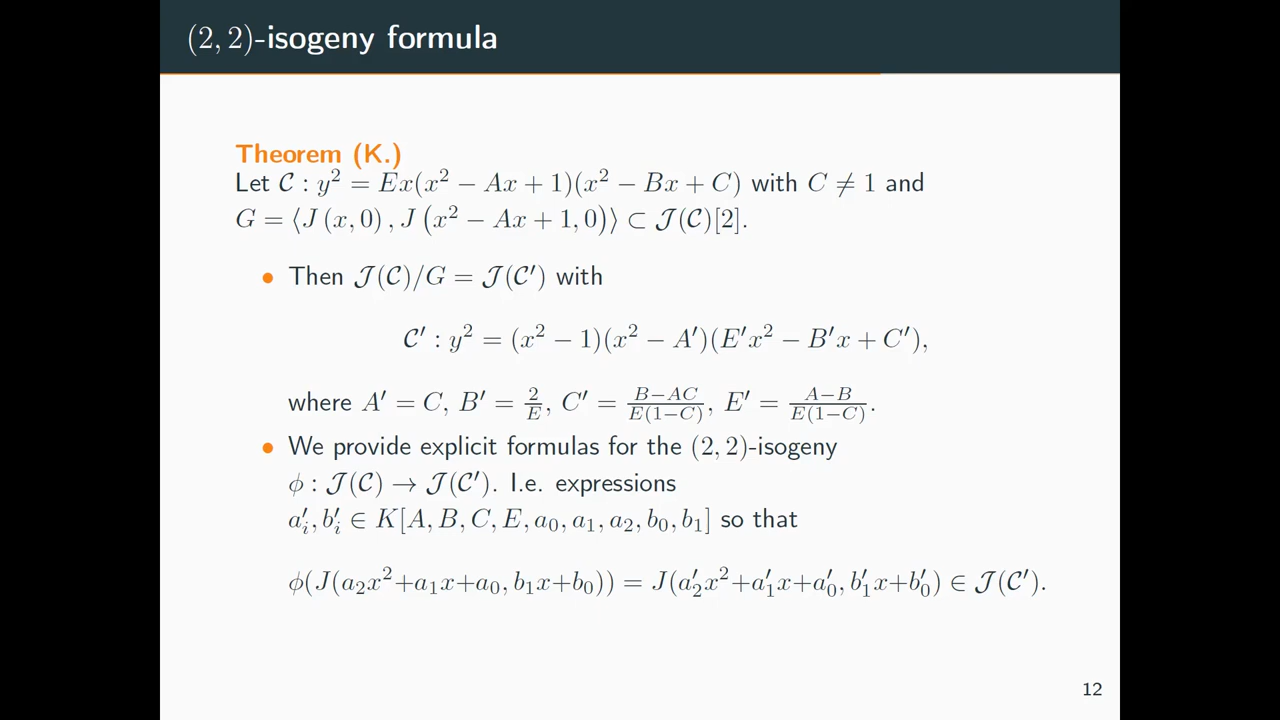 (2, 2)-isogeny formula
Theorem (K.)
Let 𝒞 : y² = Ex(x² − Ax + 1)(x² − Bx + C) with C ≠ 1 and
G = ⟨J (x, 0) , J (x² − Ax + 1, 0)⟩ ⊂ 𝒥(𝒞)[2].
• Then 𝒥(𝒞)/G = 𝒥(𝒞′) with
𝒞′ : y² = (x² − 1)(x² − A′)(E′x² − B′x + C′),
where A′ = C, B′ = 2/E, C′ = (B−AC)/(E(1−C)), E′ = (A−B)/(E(1−C)).
• We provide explicit formulas for the (2, 2)-isogeny
ϕ : 𝒥(𝒞) → 𝒥(𝒞′). I.e. expressions
a′ᵢ, b′ᵢ ∈ K[A, B, C, E, a₀, a₁, a₂, b₀, b₁] so that
ϕ(J(a₂x²+a₁x+a₀, b₁x+b₀)) = J(a′₂x²+a′₁x+a′₀, b′₁x+b′₀) ∈ 𝒥(𝒞′).
12